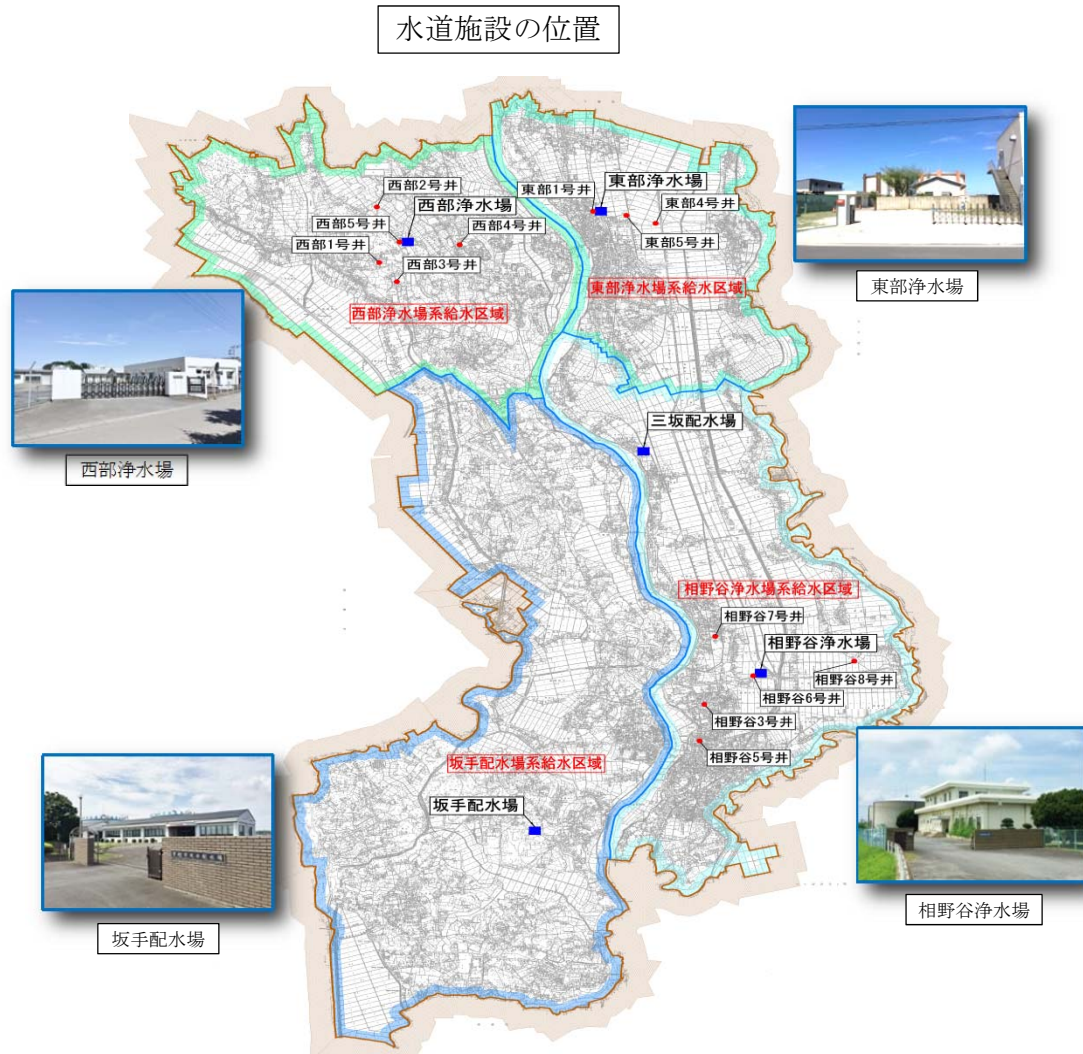 水道施設の位置
西部2号井
西部浄水場
西部5号井
西部4号井
西部1号井
西部3号井
西部浄水場系給水区域
東部1号井
東部浄水場
東部4号井
東部5号井
東部浄水場系給水区域
東部浄水場
西部浄水場
三坂配水場
相野谷浄水場系給水区域
相野谷7号井
相野谷浄水場
相野谷8号井
相野谷6号井
相野谷3号井
相野谷5号井
坂手配水場系給水区域
坂手配水場
坂手配水場
相野谷浄水場